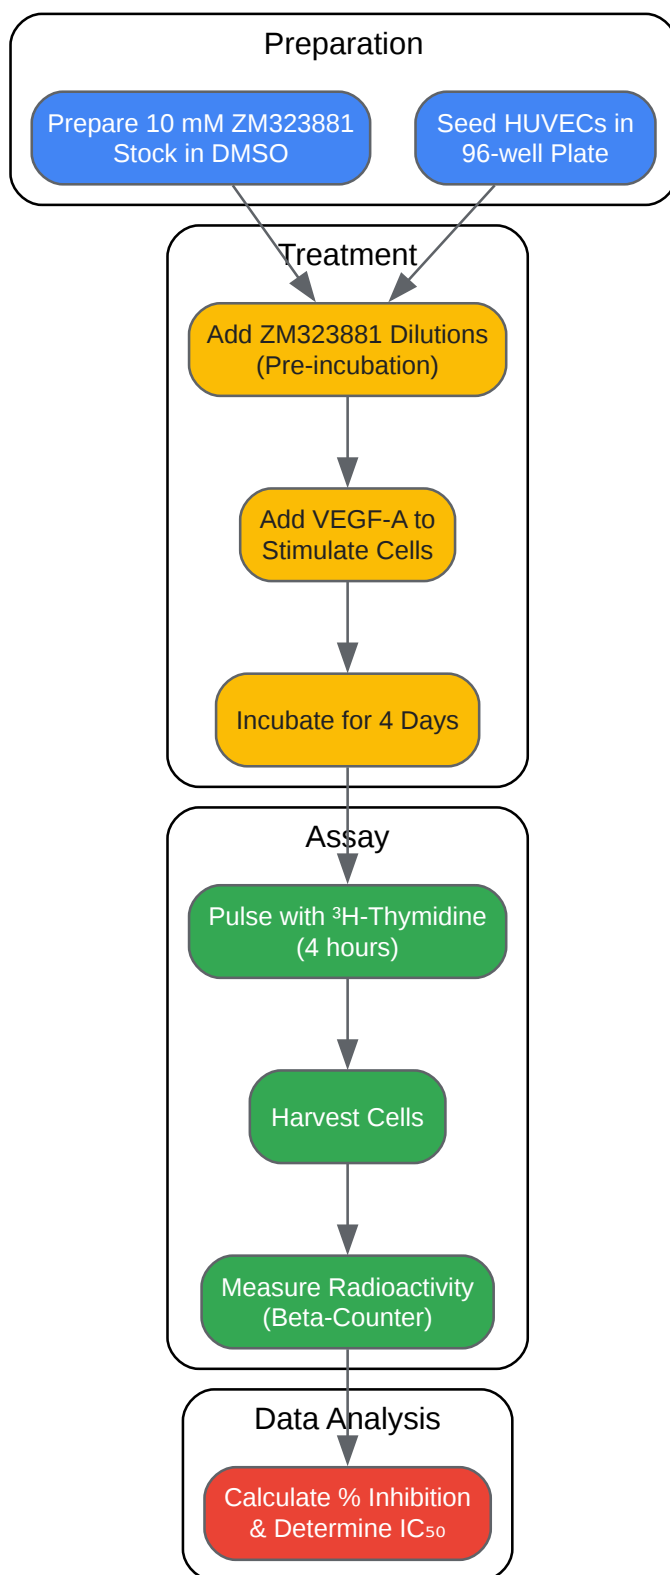 Preparation
Prepare 10 mM ZM323881
Stock in DMSO
Seed HUVECs in
96-well Plate
Treatment
Add ZM323881 Dilutions
(Pre-incubation)
Add VEGF-A to
Stimulate Cells
Incubate for 4 Days
Assay
Pulse with ³H-Thymidine
(4 hours)
Harvest Cells
Measure Radioactivity
(Beta-Counter)
Data Analysis
Calculate % Inhibition
& Determine IC₅₀